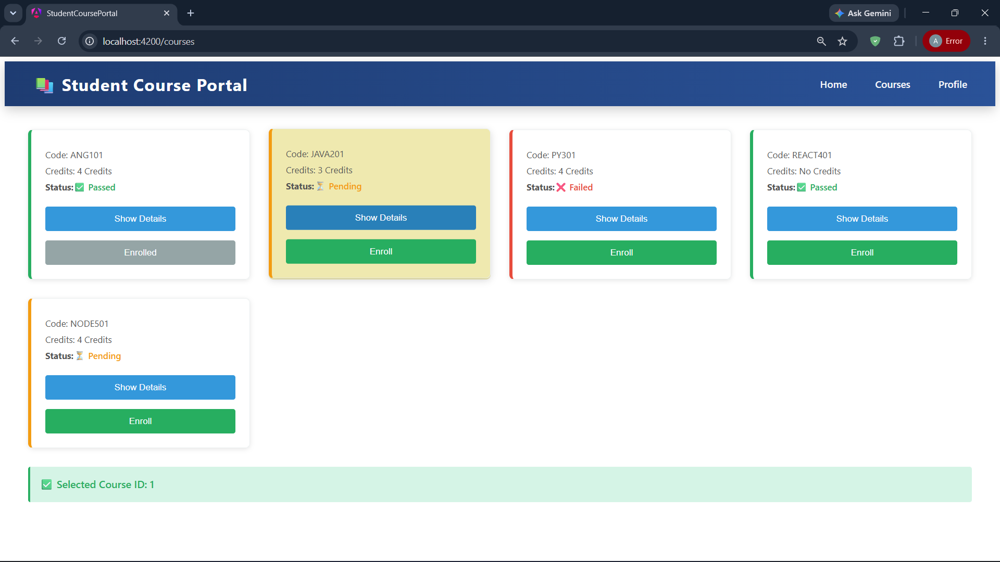 StudentCoursePortal
Ask Gemini
localhost:4200/courses
A Error
Student Course Portal
Home
Courses
Profile
Code: ANG101
Credits: 4 Credits
Status: ✅ Passed
Show Details
Enrolled
Code: JAVA201
Credits: 3 Credits
Status: ⏳ Pending
Show Details
Enroll
Code: PY301
Credits: 4 Credits
Status: ❌ Failed
Show Details
Enroll
Code: REACT401
Credits: No Credits
Status: ✅ Passed
Show Details
Enroll
Code: NODE501
Credits: 4 Credits
Status: ⏳ Pending
Show Details
Enroll
✅ Selected Course ID: 1